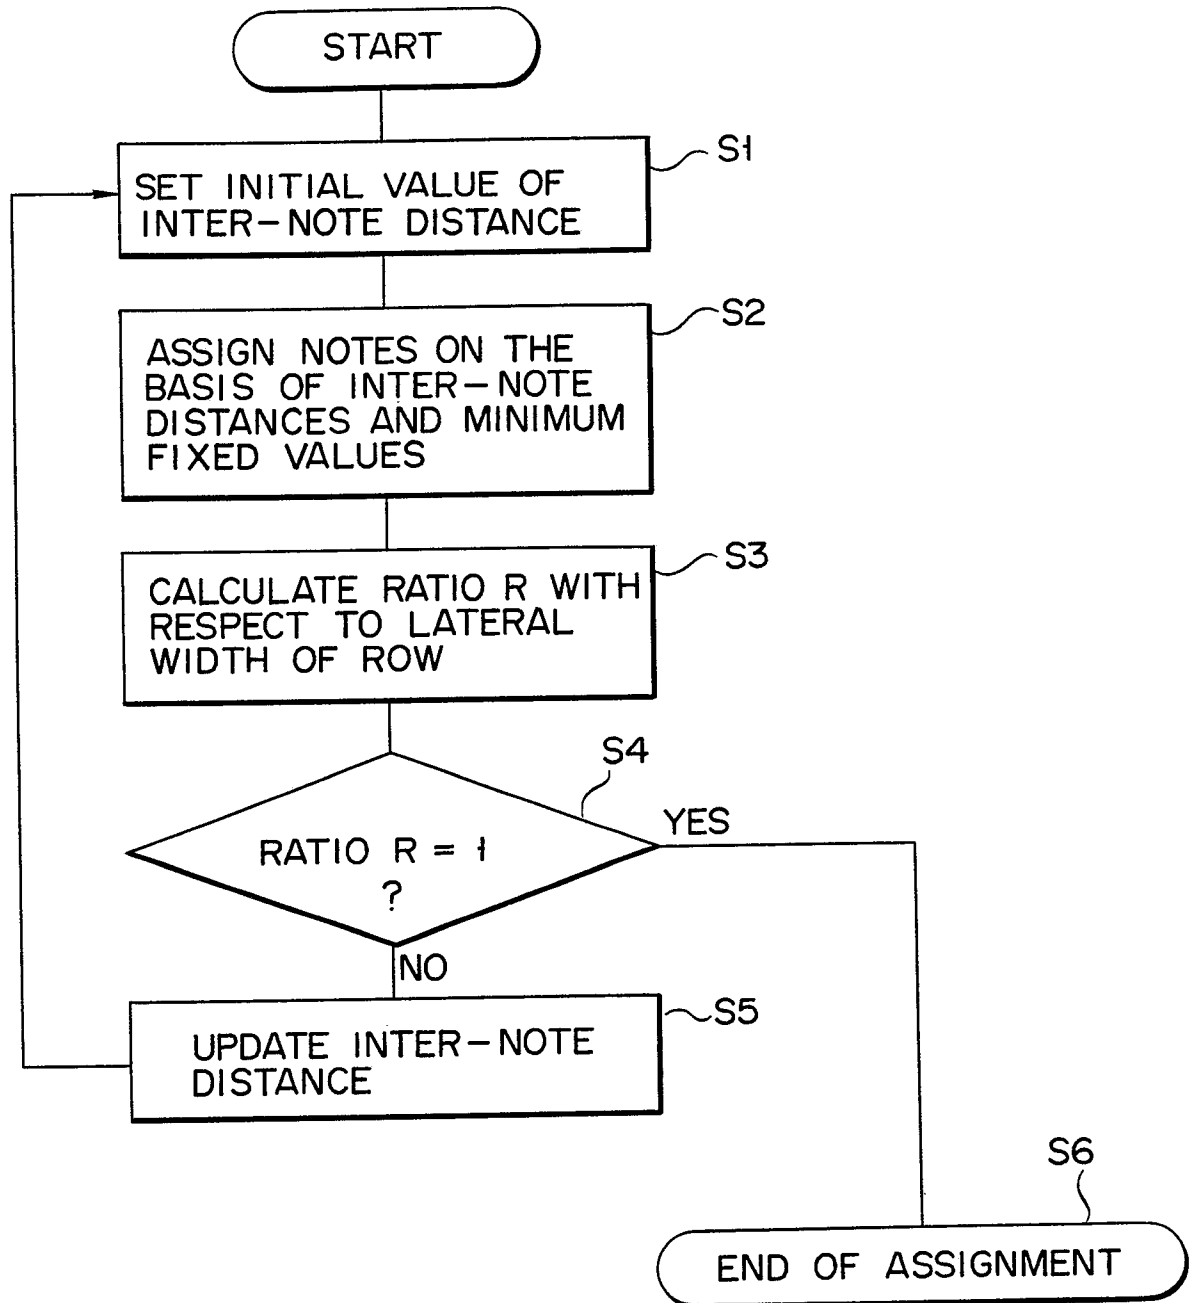 START
S1
SET INITIAL VALUE OF
INTER-NOTE DISTANCE
S2
ASSIGN NOTES ON THE
BASIS OF INTER-NOTE
DISTANCES AND MINIMUM
FIXED VALUES
S3
CALCULATE RATIO R WITH
RESPECT TO LATERAL
WIDTH OF ROW
S4
RATIO R = 1
?
YES
NO
S5
UPDATE INTER-NOTE
DISTANCE
S6
END OF ASSIGNMENT